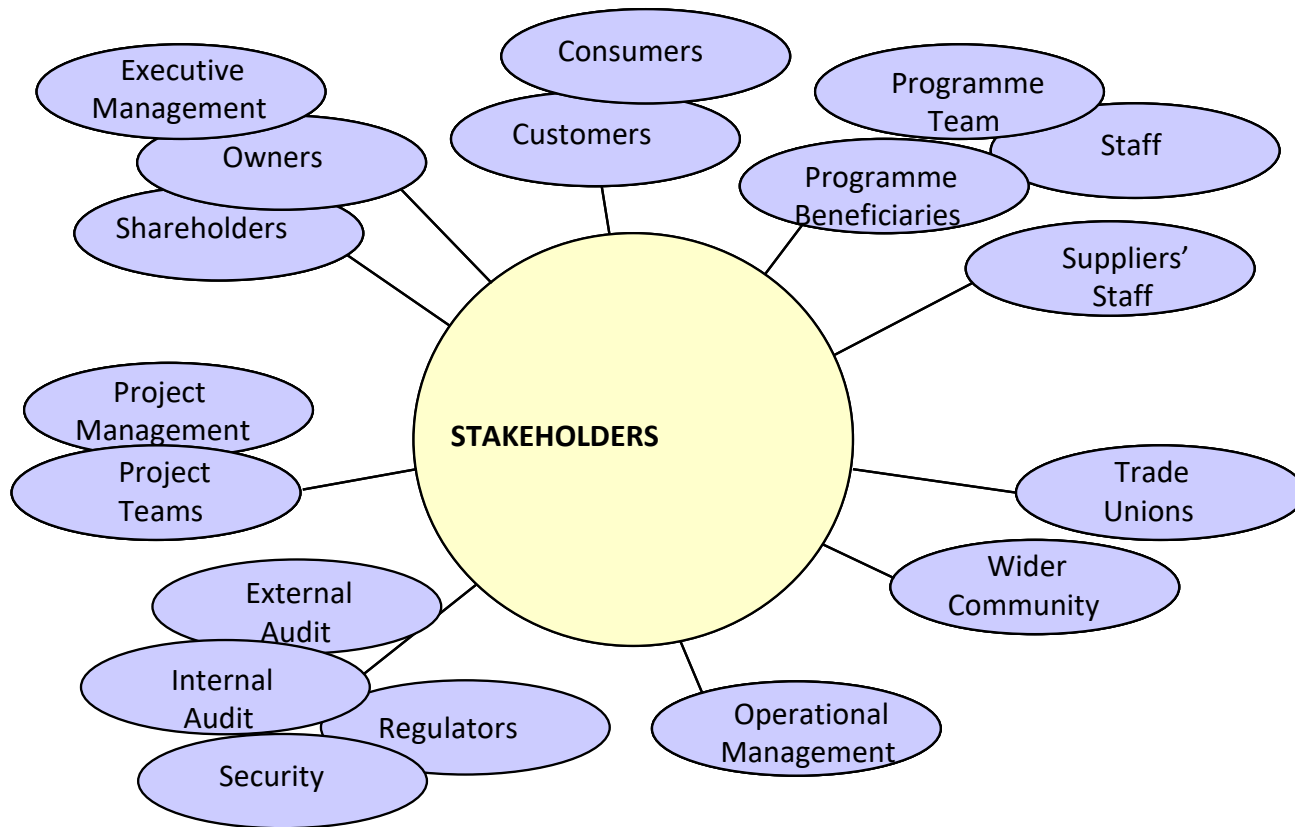 Consumers
Executive
Management
Programme
Team
Customers
Staff
Owners
Programme
Beneficiaries
Shareholders
Suppliers’
Staff
Project
Management
STAKEHOLDERS
Project
Teams
Trade
Unions
Wider
Community
External
Audit
Internal
Audit
Operational
Management
Regulators
Security